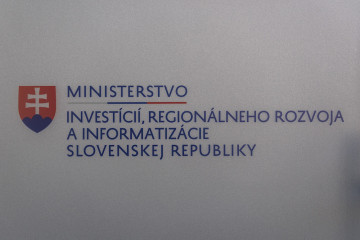 MINISTERSTVO
INVESTÍCIÍ, REGIONÁLNEHO ROZVOJA
A INFORMATIZÁCIE
SLOVENSKEJ REPUBLIKY